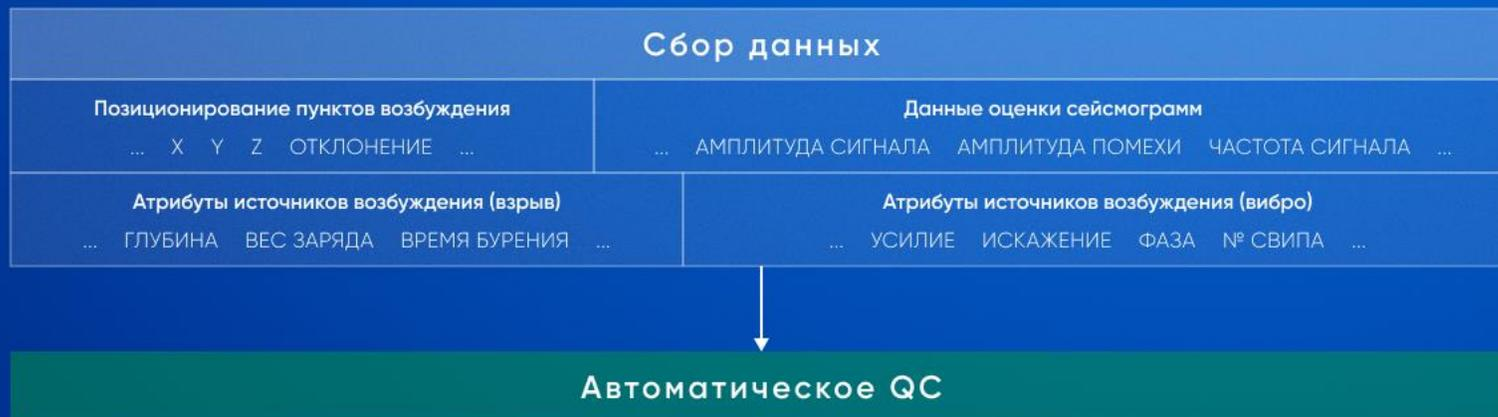 Сбор данных
Позиционирование пунктов возбуждения
... X Y Z ОТКЛОНЕНИЕ ...
Данные оценки сейсмограмм
... АМПЛИТУДА СИГНАЛА АМПЛИТУДА ПОМЕХИ ЧАСТОТА СИГНАЛА ...
Атрибуты источников возбуждения (взрыв)
... ГЛУБИНА ВЕС ЗАРЯДА ВРЕМЯ БУРЕНИЯ ...
Атрибуты источников возбуждения (вибро)
... УСИЛИЕ ИСКАЖЕНИЕ ФАЗА № СВИПА ...
Автоматическое QC